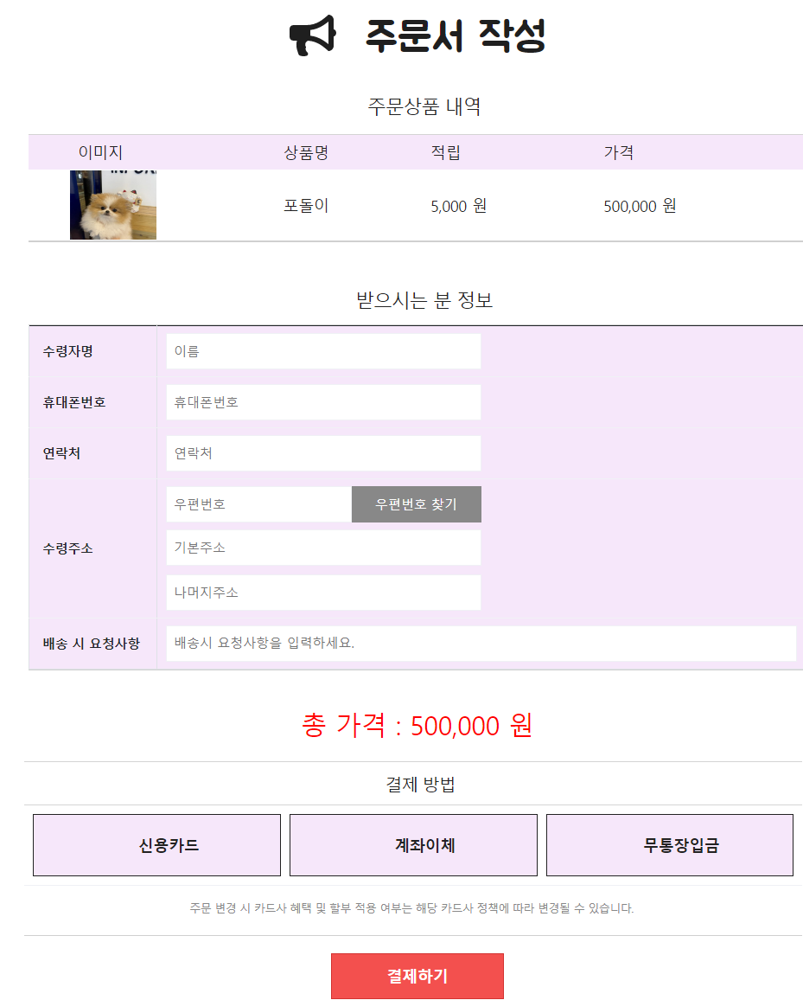 주문서 작성
주문상품 내역
이미지 상품명 적립 가격
포돌이 5,000 원 500,000 원
받으시는 분 정보
수령자명 이름
휴대폰번호 휴대폰번호
연락처 연락처
우편번호 우편번호 찾기
수령주소 기본주소
나머지주소
배송 시 요청사항 배송시 요청사항을 입력하세요.
총 가격 : 500,000 원
결제 방법
신용카드 계좌이체 무통장입금
주문 변경 시 카드사 혜택 및 할부 적용 여부는 해당 카드사 정책에 따라 변경될 수 있습니다.
결제하기